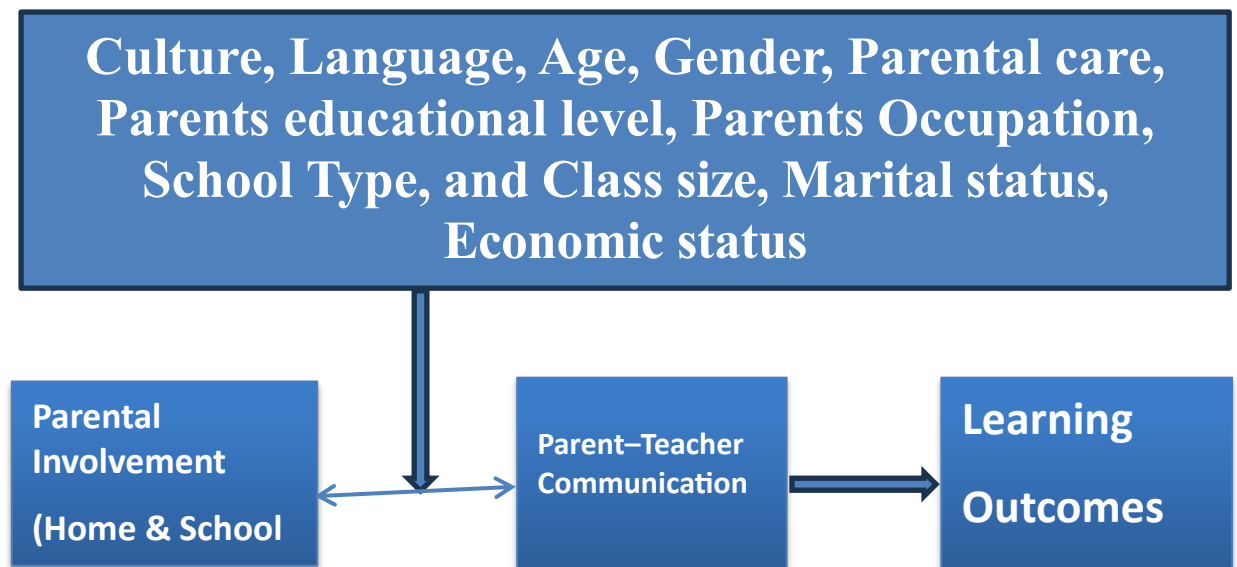 Culture, Language, Age, Gender, Parental care,
Parents educational level, Parents Occupation,
School Type, and Class size, Marital status,
Economic status
Parental
Involvement
(Home & School
Parent–Teacher
Communication
Learning
Outcomes